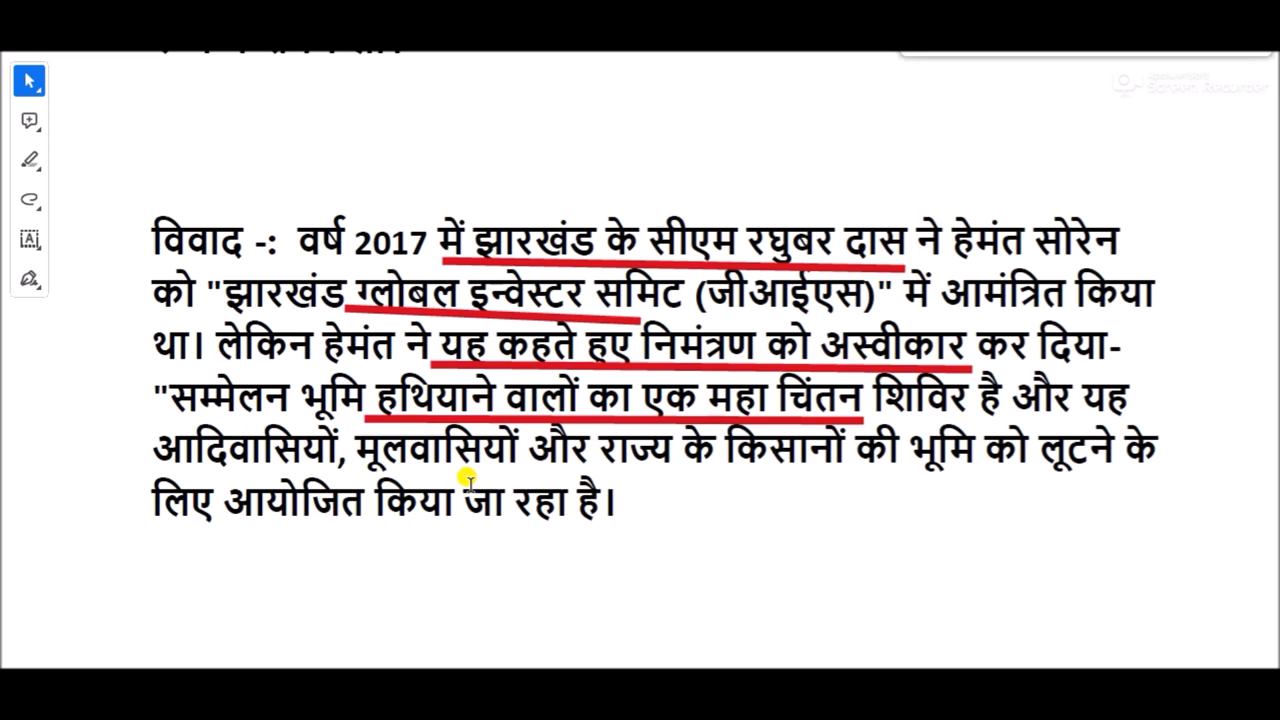 विवाद -: वर्ष 2017 में झारखंड के सीएम रघुबर दास ने हेमंत सोरेन
को "झारखंड ग्लोबल इन्वेस्टर समिट (जीआईएस)" में आमंत्रित किया
था। लेकिन हेमंत ने यह कहते हुए निमंत्रण को अस्वीकार कर दिया-
"सम्मेलन भूमि हथियाने वालों का एक महा चिंतन शिविर है और यह
आदिवासियों, मूलवासियों और राज्य के किसानों की भूमि को लूटने के
लिए आयोजित किया जा रहा है।